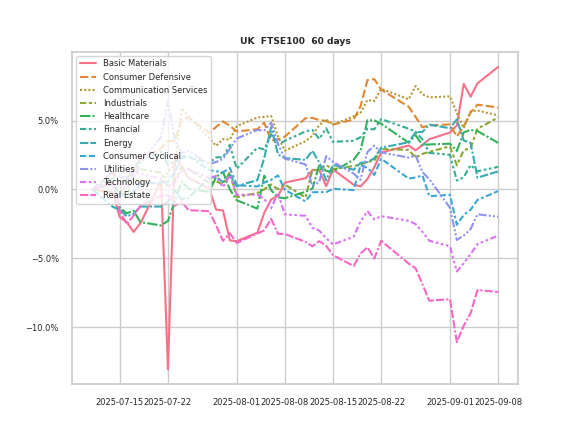 UK  FTSE100  60 days
Basic Materials
Consumer Defensive
Communication Services
Industrials
Healthcare
Financial
Energy
Consumer Cyclical
Utilities
Technology
Real Estate
5.0%
0.0%
−5.0%
−10.0%
2025-07-15 2025-07-22 2025-08-01 2025-08-08 2025-08-15 2025-08-22 2025-09-01 2025-09-08